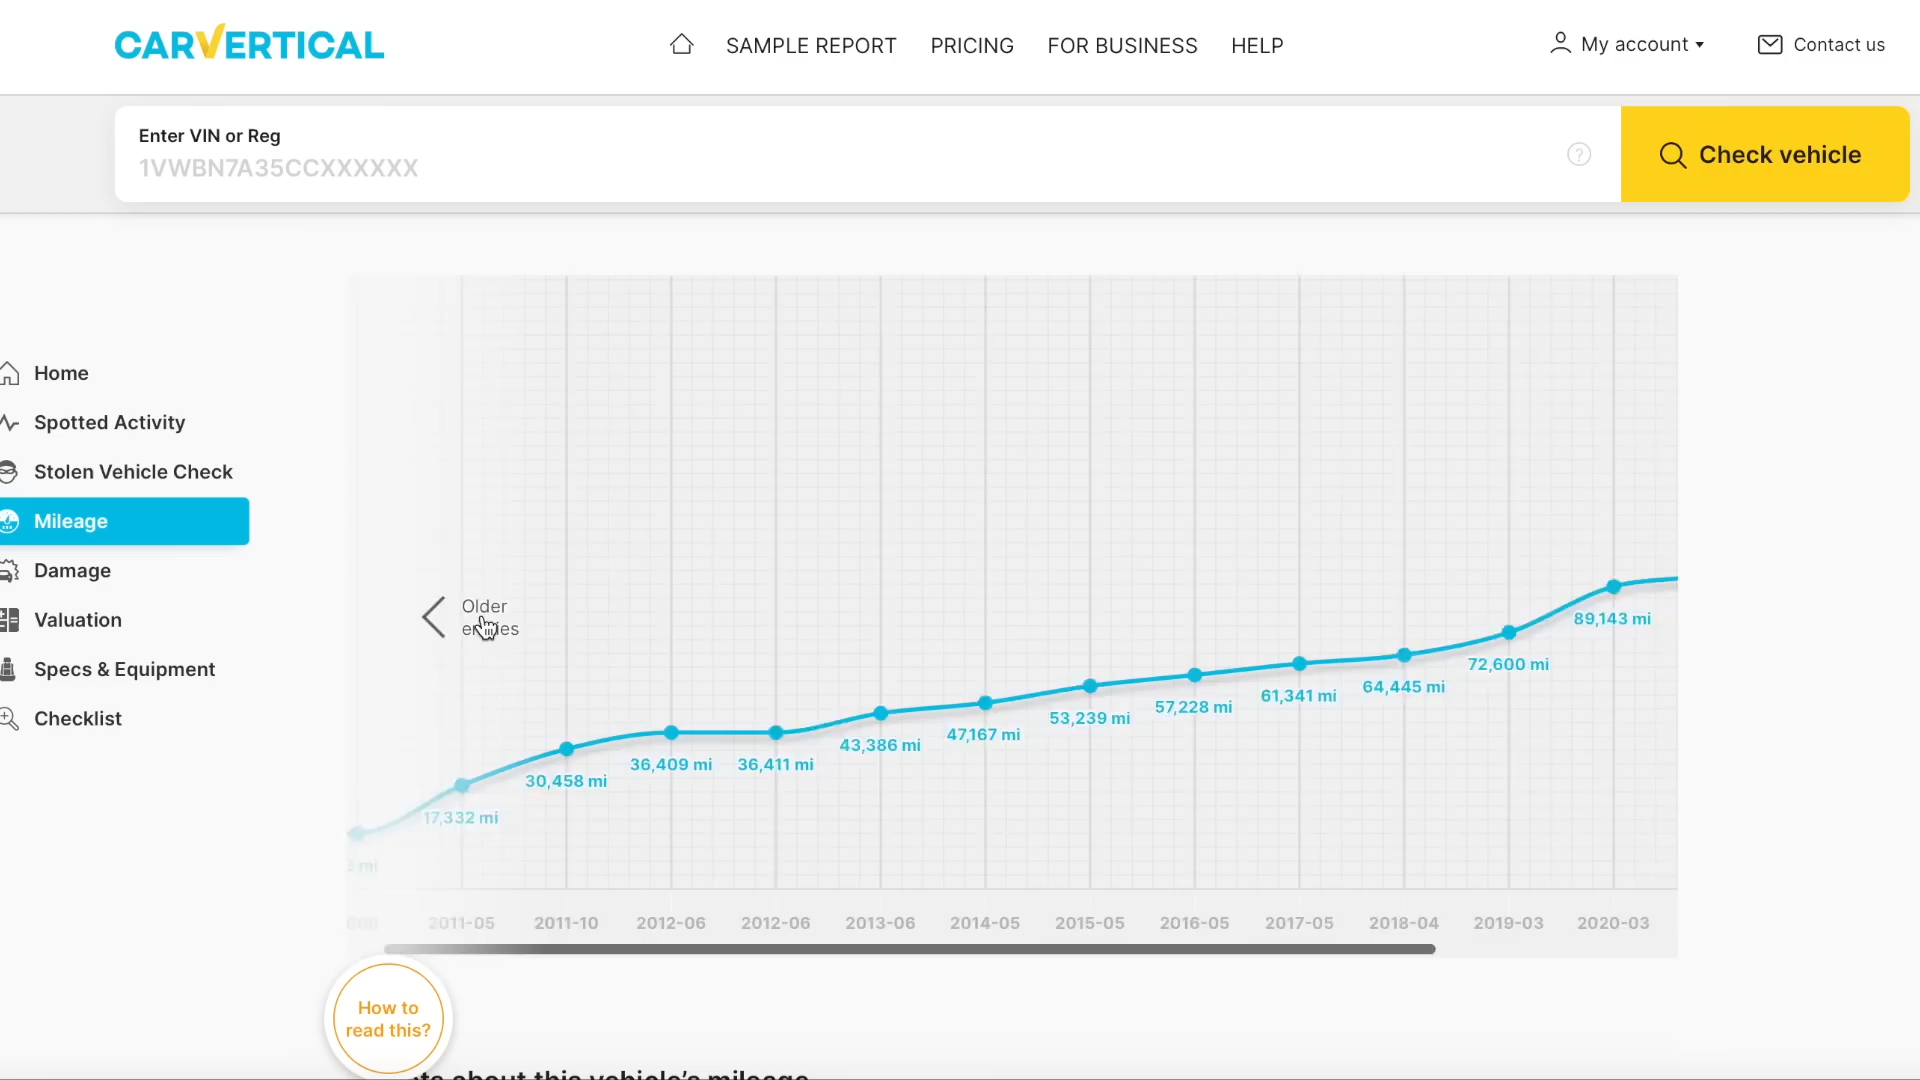 CARVERTICAL
SAMPLE REPORT
PRICING
FOR BUSINESS
HELP
My account
Contact us
Enter VIN or Reg
1VWBN7A35CCXXXXXX
?
Check vehicle
Home
Spotted Activity
Stolen Vehicle Check
Mileage
Damage
Valuation
Specs & Equipment
Checklist
Older
89,143 mi
72,600 mi
64,445 mi
61,341 mi
57,228 mi
53,239 mi
47,167 mi
43,386 mi
36,411 mi
36,409 mi
30,458 mi
17,332 mi
mi
2011-05 2011-10 2012-06 2012-06 2013-06 2014-05 2015-05 2016-05 2017-05 2018-04 2019-03 2020-03
How to
read this?
about this vehicle's mileage